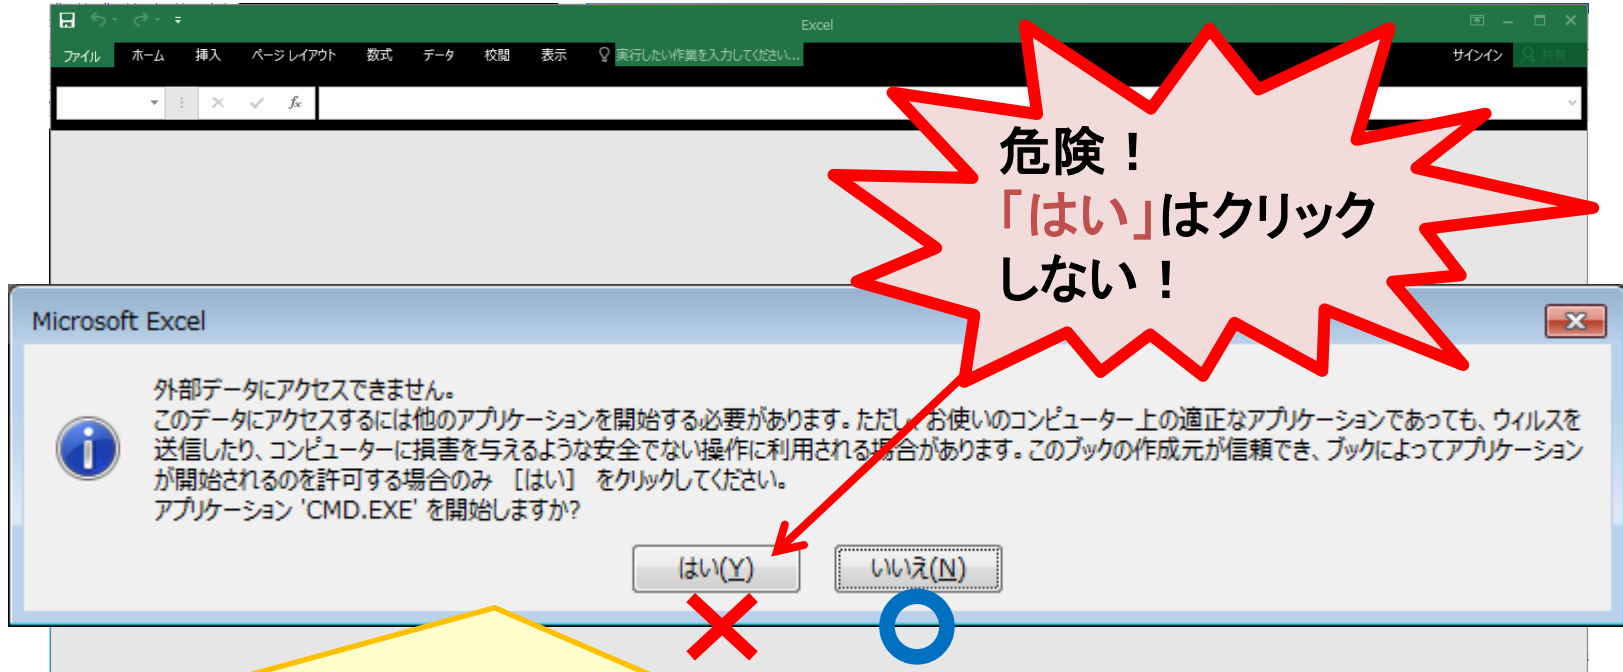 Excel
ファイル ホーム 挿入 ページ レイアウト 数式 データ 校閲 表示 実行したい作業を入力してください... サインイン 共有
fx
危険！
「はい」はクリック
しない！
Microsoft Excel
外部データにアクセスできません。
このデータにアクセスするには他のアプリケーションを開始する必要があります。ただし、お使いのコンピューター上の適正なアプリケーションであっても、ウィルスを
送信したり、コンピューターに損害を与えるような安全でない操作に利用される場合があります。このブックの作成元が信頼でき、ブックによってアプリケーション
が開始されるのを許可する場合のみ ［はい］ をクリックしてください。
アプリケーション 'CMD.EXE' を開始しますか?
はい(Y) いいえ(N)